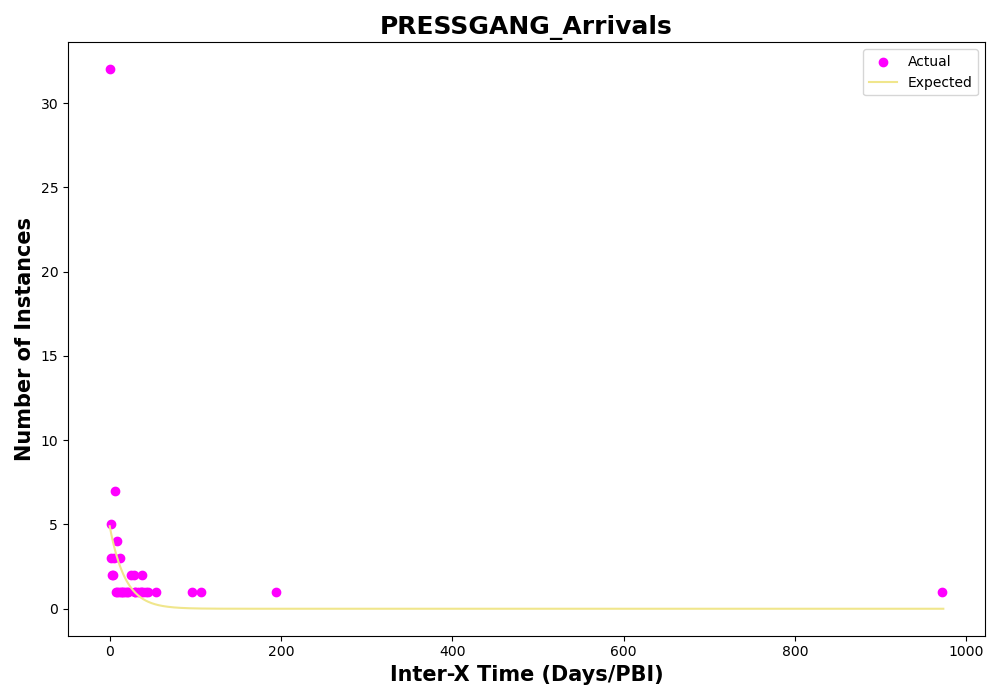 PRESSGANG_Arrivals
Actual
Expected
30
25
20
15
10
5
0
Number of Instances
0 200 400 600 800 1000
Inter-X Time (Days/PBI)